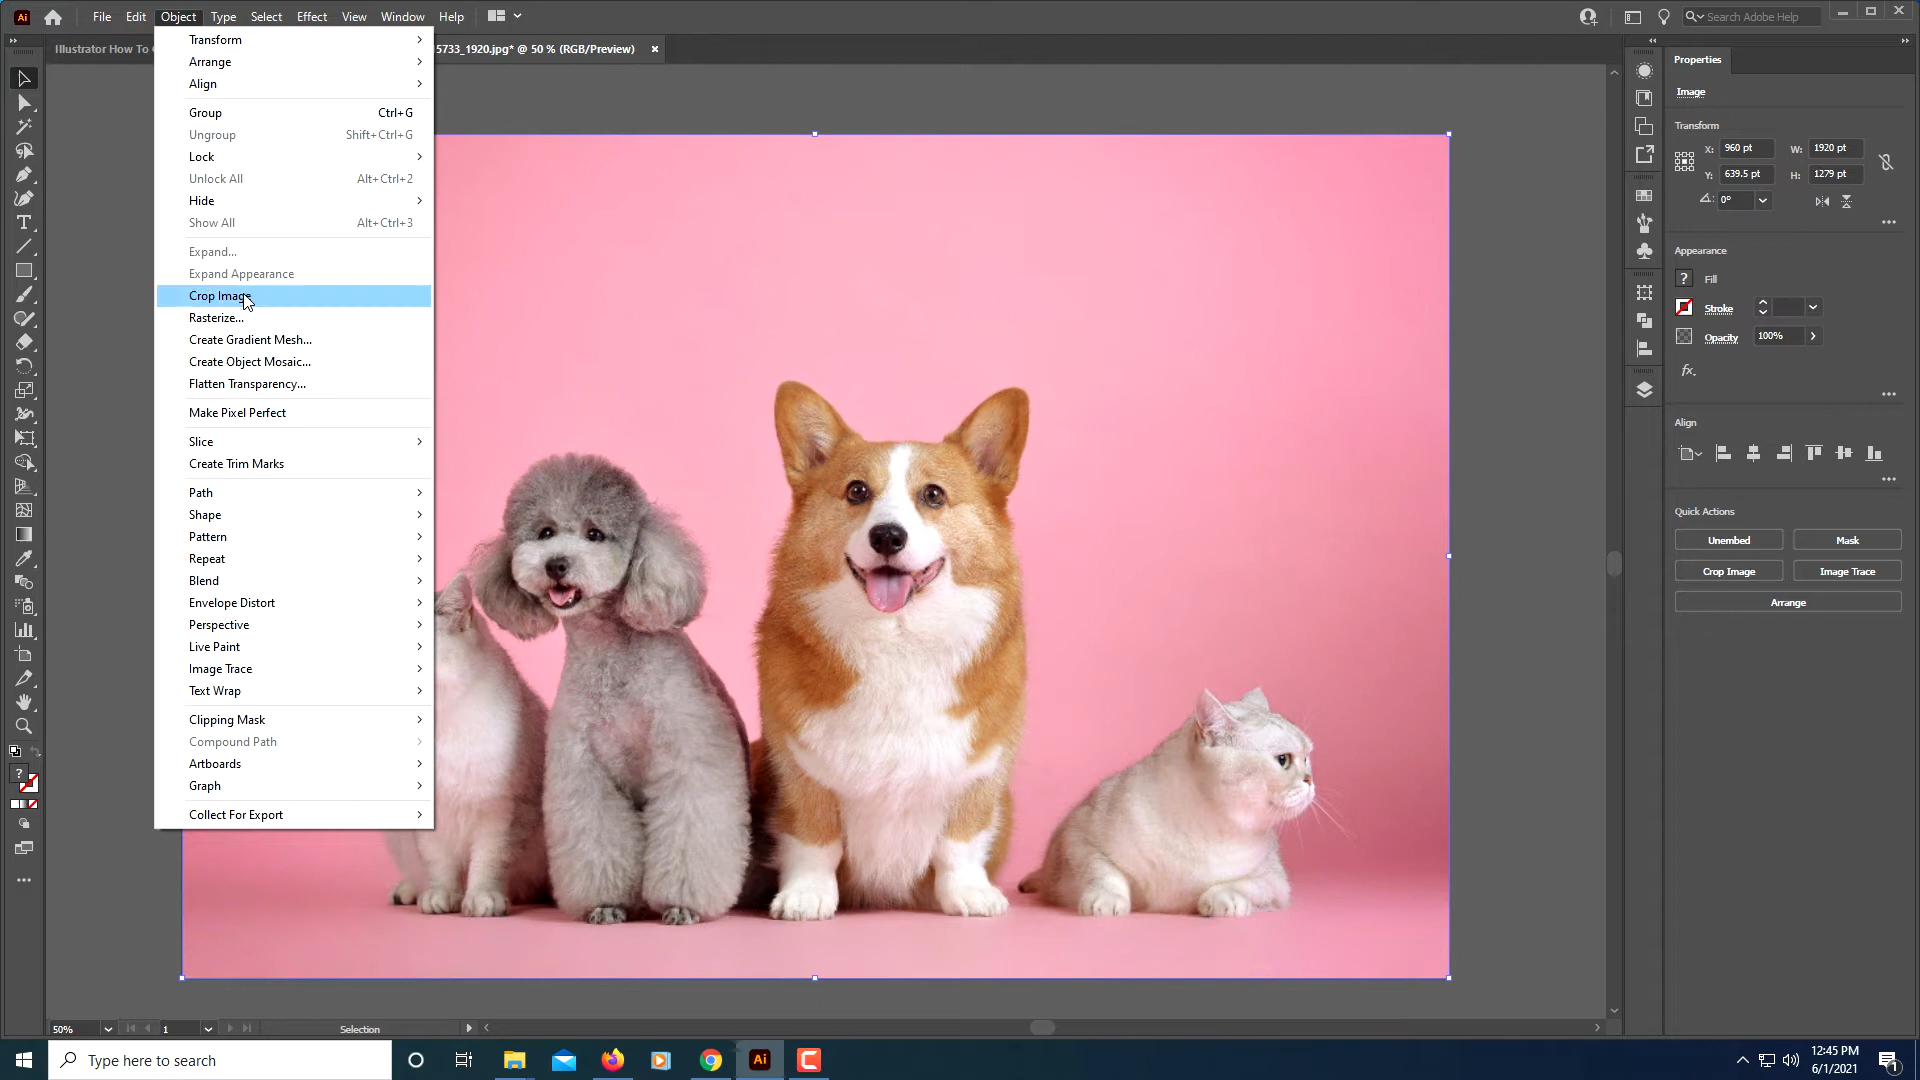 Ai File Edit Object Type Select Effect View Window Help Search Adobe Help
Illustrator How To 5733_1920.jpg* @ 50 % (RGB/Preview)
Transform
Arrange
Align
Group Ctrl+G
Ungroup Shift+Ctrl+G
Lock
Unlock All Alt+Ctrl+2
Hide
Show All Alt+Ctrl+3
Expand...
Expand Appearance
Crop Image
Rasterize...
Create Gradient Mesh...
Create Object Mosaic...
Flatten Transparency...
Make Pixel Perfect
Slice
Create Trim Marks
Path
Shape
Pattern
Repeat
Blend
Envelope Distort
Perspective
Live Paint
Image Trace
Text Wrap
Clipping Mask
Compound Path
Artboards
Graph
Collect For Export
Properties
Image
Transform
X: 960 pt W: 1920 pt
Y: 639.5 pt H: 1279 pt
0°
Appearance
? Fill
Stroke
Opacity 100%
fx.
Align
Quick Actions
Unembed Mask
Crop Image Image Trace
Arrange
?
50% 1 Selection
Type here to search Ai 12:45 PM
6/1/2021 1